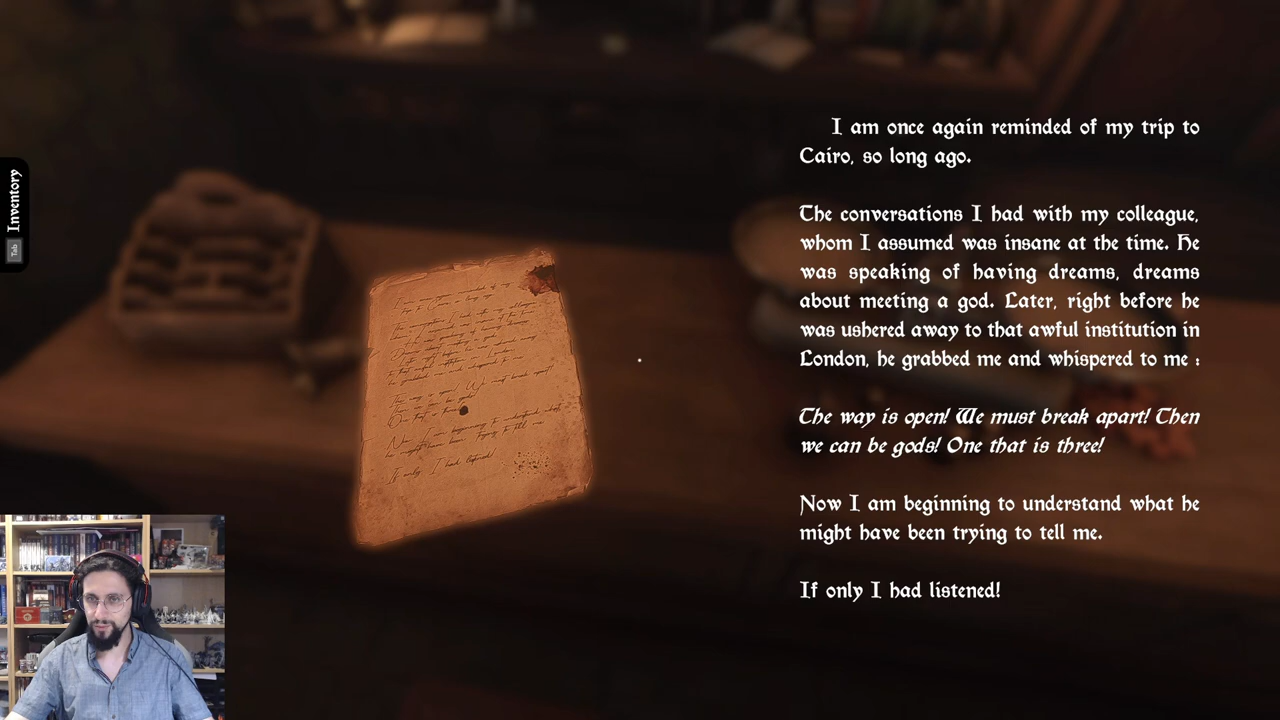 Inventory
Tab
I am once again reminded of my trip to
Cairo, so long ago.
The conversations I had with my colleague,
whom I assumed was insane at the time. He
was speaking of having dreams, dreams
about meeting a god. Later, right before he
was ushered away to that awful institution in
London, he grabbed me and whispered to me :
The way is open! We must break apart! Then
we can be gods! One that is three!
Now I am beginning to understand what he
might have been trying to tell me.
If only I had listened!